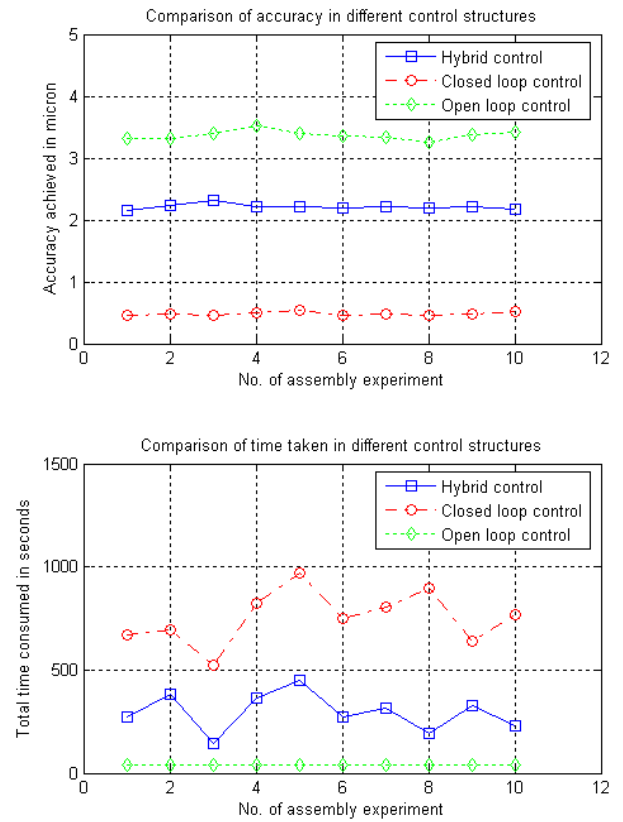 Comparison of accuracy in different control structures
5
4
3
2
1
0
Accuracy achieved in micron
Hybrid control
Closed loop control
Open loop control
0 2 4 6 8 10 12
No. of assembly experiment
Comparison of time taken in different control structures
1500
1000
500
0
Total time consumed in seconds
Hybrid control
Closed loop control
Open loop control
0 2 4 6 8 10 12
No. of assembly experiment